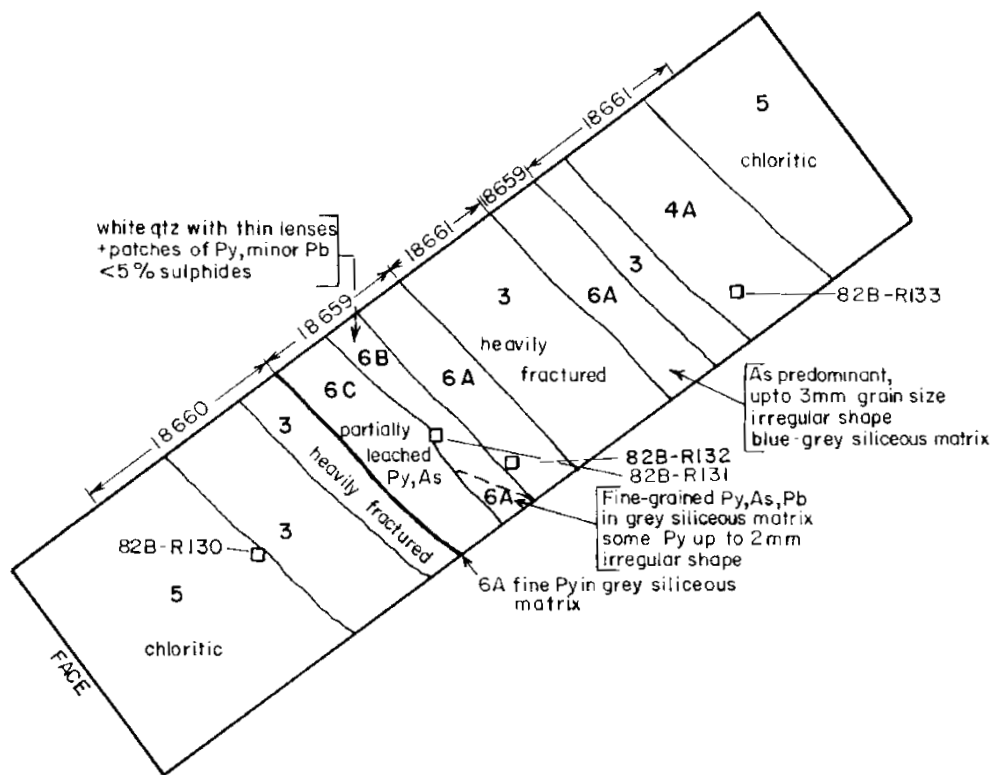 5
chloritic
18661
4A
18659
3
white qtz with thin lenses
+patches of Py, minor Pb
<5% sulphides
18661
6A
82B-R133
3
heavily
fractured
18659
6B
6A
6C
As predominant,
upto 3mm grain size
irregular shape
blue-grey siliceous matrix
18660
3
heavily
fractured
partially
leached
Py, As
82B-R132
82B-R131
6A
Fine-grained Py, As, Pb
in grey siliceous matrix
some Py up to 2mm
irregular shape
82B-R130
3
6A fine Py in grey siliceous
matrix
5
chloritic
FACE